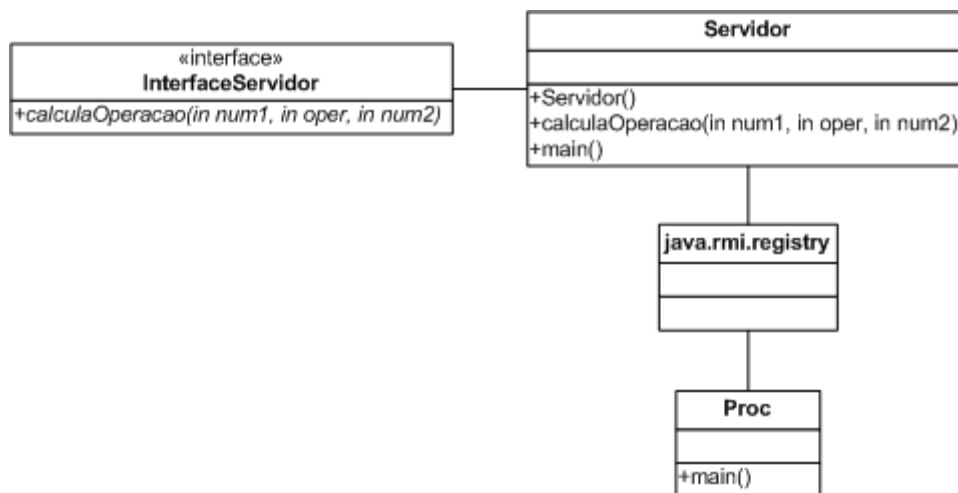 «interface»
InterfaceServidor
+calculaOperacao(in num1, in oper, in num2)
Servidor
+Servidor()
+calculaOperacao(in num1, in oper, in num2)
+main()
java.rmi.registry
Proc
+main()